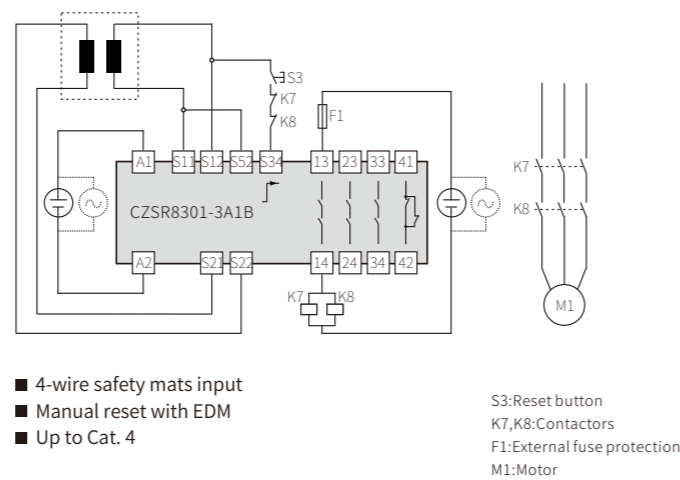 S3
K7
K8
F1
A1
S11
S12
S52
S34
13
23
33
41
CZSR8301-3A1B
A2
S21
S22
14
24
34
42
K7
K8
K7
K8
M1
■ 4-wire safety mats input
■ Manual reset with EDM
■ Up to Cat. 4
S3:Reset button
K7,K8:Contactors
F1:External fuse protection
M1:Motor